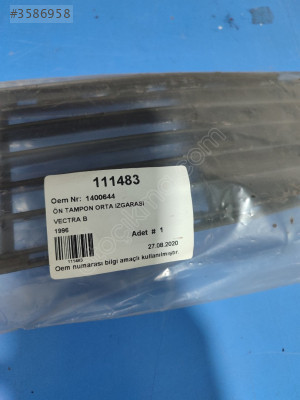 #3586958
111483
Oem Nr: 1400644
ÖN TAMPON ORTA IZGARASI
VECTRA B
1996
Adet # 1
27.08.2020
111483
Oem numarası bilgi amaçlı kullanılmıştır.